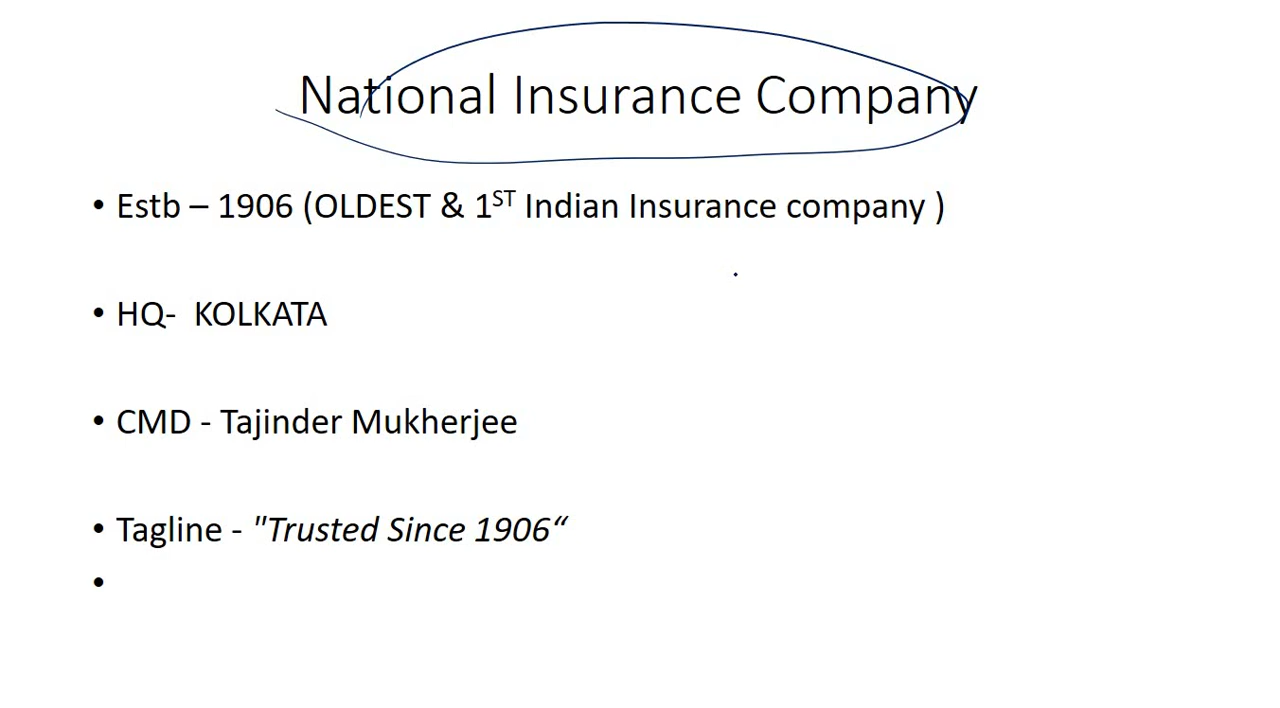 National Insurance Company
• Estb – 1906 (OLDEST & 1ST Indian Insurance company )
• HQ- KOLKATA
• CMD - Tajinder Mukherjee
• Tagline - "Trusted Since 1906“
•